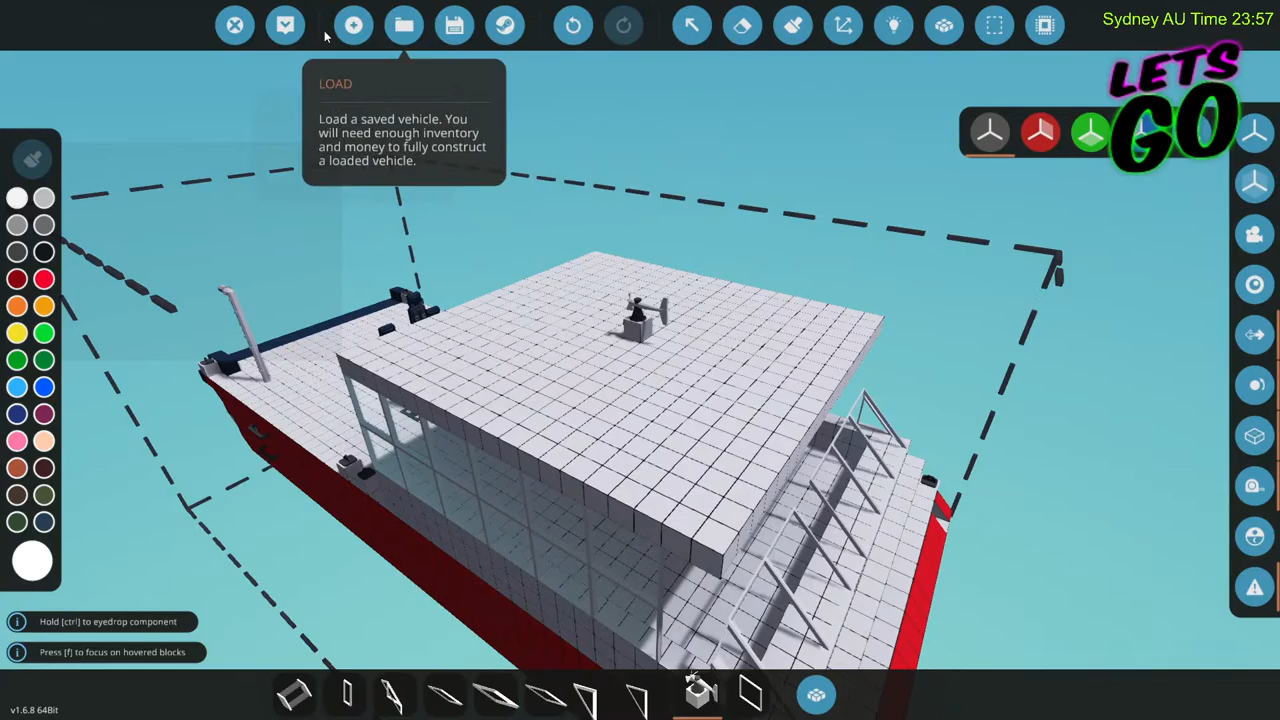 Sydney AU Time 23:57
LETS
GO
LOAD
Load a saved vehicle. You
will need enough inventory
and money to fully construct
a loaded vehicle.
Hold [ctrl] to eyedrop component
Press [f] to focus on hovered blocks
v1.6.8 64Bit